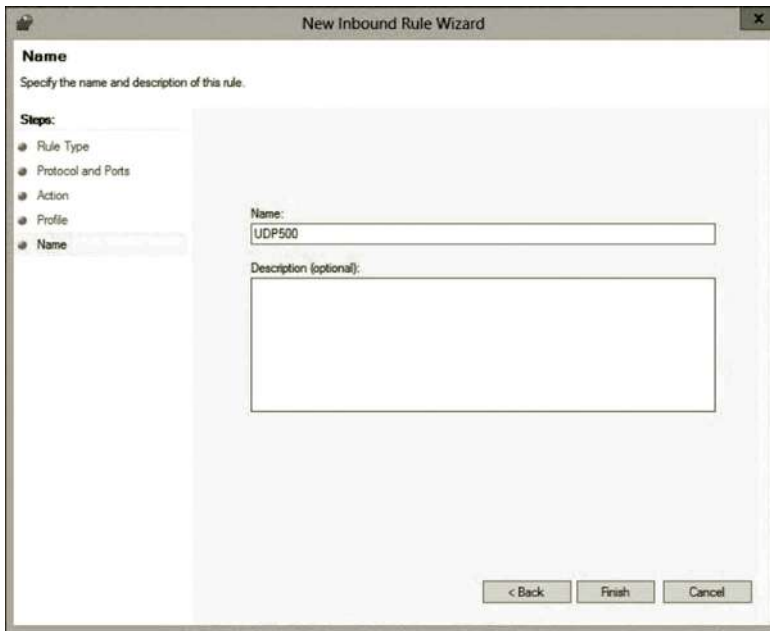 New Inbound Rule Wizard
x
Name
Specify the name and description of this rule.
Steps:
Rule Type
Protocol and Ports
Action
Profile
Name
Name:
UDP500
Description (optional):
< Back
Finish
Cancel